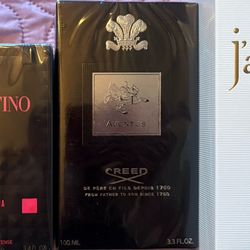 TINO
AVENTUS
CREED
DE PÈRE EN FILS DEPUIS 1760
FROM FATHER TO SON SINCE 1760
100 ML
3.3 FL.OZ.
j'a